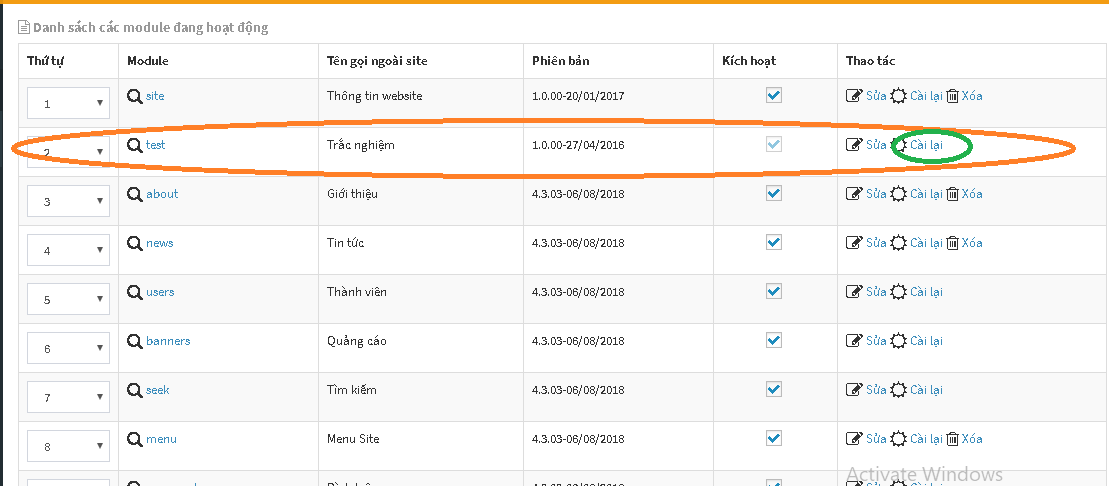 Danh sách các module đang hoạt động
Thứ tự Module Tên gọi ngoài site Phiên bản Kích hoạt Thao tác
1 site Thông tin website 1.0.00-20/01/2017 Sửa Cài lại Xóa
2 test Trắc nghiệm 1.0.00-27/04/2016 Sửa Cài lại
3 about Giới thiệu 4.3.03-06/08/2018 Sửa Cài lại Xóa
4 news Tin tức 4.3.03-06/08/2018 Sửa Cài lại Xóa
5 users Thành viên 4.3.03-06/08/2018 Sửa Cài lại
6 banners Quảng cáo 4.3.03-06/08/2018 Sửa Cài lại
7 seek Tìm kiếm 4.3.03-06/08/2018 Sửa Cài lại
8 menu Menu Site 4.3.03-06/08/2018 Sửa Cài lại Xóa
Activate Windows